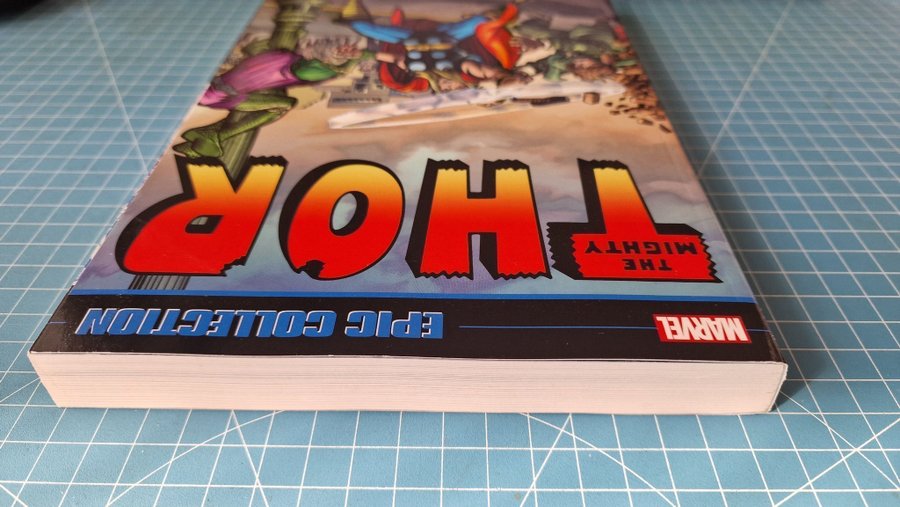 MARVEL
EPIC COLLECTION
THE
MIGHTY
THOR